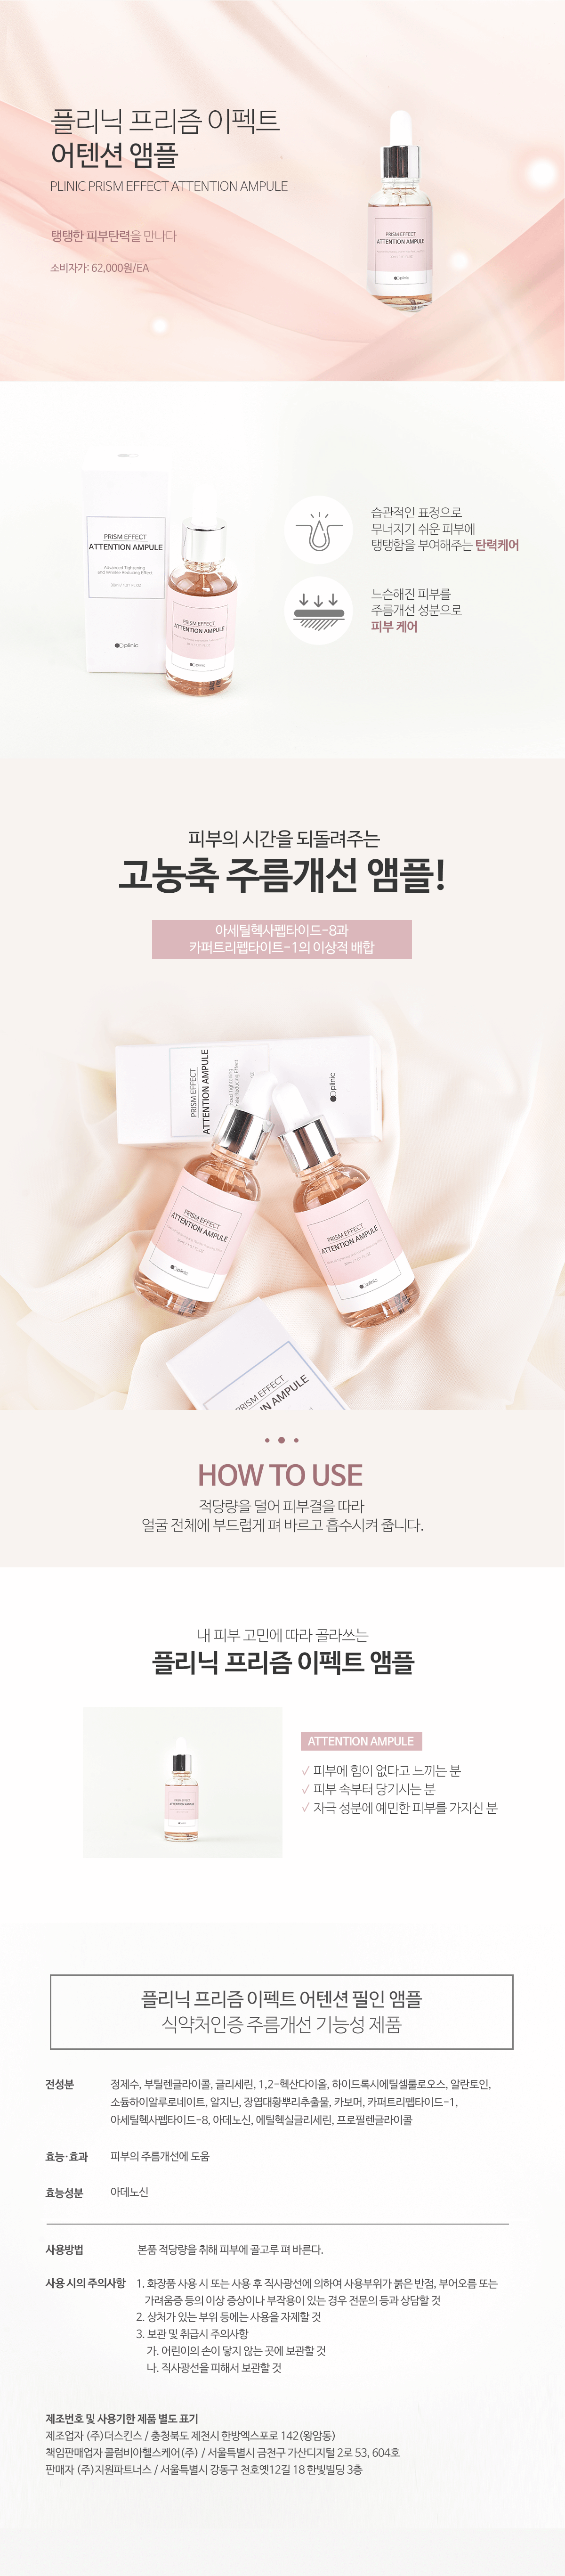 플리닉 프리즘 이펙트
어텐션 앰플
PLINIC PRISM EFFECT ATTENTION AMPULE
탱탱한 피부탄력을 만나다
소비자가: 62,000원/EA
PRISM EFFECT
ATTENTION AMPULE
plinic
PRISM EFFECT
ATTENTION AMPULE
Advanced Tightening
and Wrinkle Reducing Effect
plinic
PRISM EFFECT
ATTENTION AMPULE
plinic
습관적인 표정으로
무너지기 쉬운 피부에
탱탱함을 부여해주는 탄력케어
느슨해진 피부를
주름개선 성분으로
피부 케어
피부의 시간을 되돌려주는
고농축 주름개선 앰플!
아세틸헥사펩타이드-8과
카퍼트리펩타이트-1의 이상적 배합
PRISM EFFECT
ATTENTION AMPULE
plinic
PRISM EFFECT
ATTENTION AMPULE
plinic
PRISM EFFECT
ATTENTION AMPULE
plinic
PRISM EFFECT
AMPULE
HOW TO USE
적당량을 덜어 피부결을 따라
얼굴 전체에 부드럽게 펴 바르고 흡수시켜 줍니다.
내 피부 고민에 따라 골라쓰는
플리닉 프리즘 이펙트 앰플
ATTENTION AMPULE
✓ 피부에 힘이 없다고 느끼는 분
✓ 피부 속부터 당기시는 분
✓ 자극 성분에 예민한 피부를 가지신 분
플리닉 프리즘 이펙트 어텐션 필인 앰플
식약처인증 주름개선 기능성 제품
전성분 정제수, 부틸렌글라이콜, 글리세린, 1,2-헥산다이올, 하이드록시에틸셀룰로오스, 알란토인,
소듐하이알루로네이트, 알지닌, 장엽대황뿌리추출물, 카보머, 카퍼트리펩타이드-1,
아세틸헥사펩타이드-8, 아데노신, 에틸헥실글리세린, 프로필렌글라이콜
효능·효과 피부의 주름개선에 도움
효능성분 아데노신
사용방법 본품 적당량을 취해 피부에 골고루 펴 바른다.
사용 시의 주의사항 1. 화장품 사용 시 또는 사용 후 직사광선에 의하여 사용부위가 붉은 반점, 부어오름 또는
가려움증 등의 이상 증상이나 부작용이 있는 경우 전문의 등과 상담할 것
2. 상처가 있는 부위 등에는 사용을 자제할 것
3. 보관 및 취급시 주의사항
가. 어린이의 손이 닿지 않는 곳에 보관할 것
나. 직사광선을 피해서 보관할 것
제조번호 및 사용기한 제품 별도 표기
제조업자 (주)더스킨스 / 충청북도 제천시 한방엑스포로 142(왕암동)
책임판매업자 콜럼비아헬스케어(주) / 서울특별시 금천구 가산디지털 2로 53, 604호
판매자 (주)지원파트너스 / 서울특별시 강동구 천호옛12길 18 한빛빌딩 3층